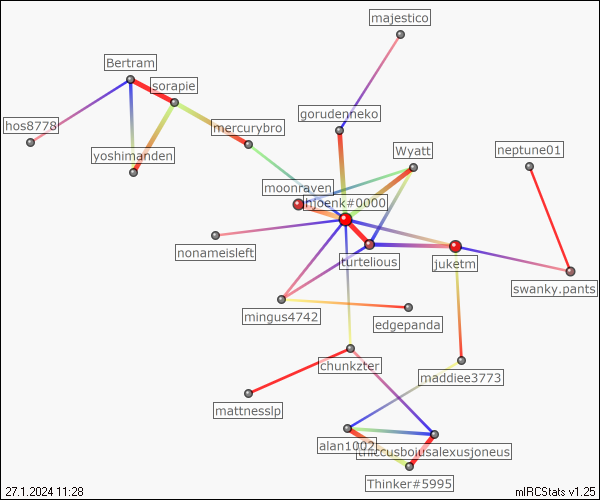 majestico
Bertram
sorapie
gorudenneko
hos8778
mercurybro
yoshimanden
Wyatt
neptune01
moonraven
hjoenk#0000
nonameisleft
turtelious
juketm
swanky.pants
mingus4742
edgepanda
chunkzter
maddiee3773
mattnesslp
alan1002
Thinker#5995
27.1.2024 11:28
mIRCStats v1.25